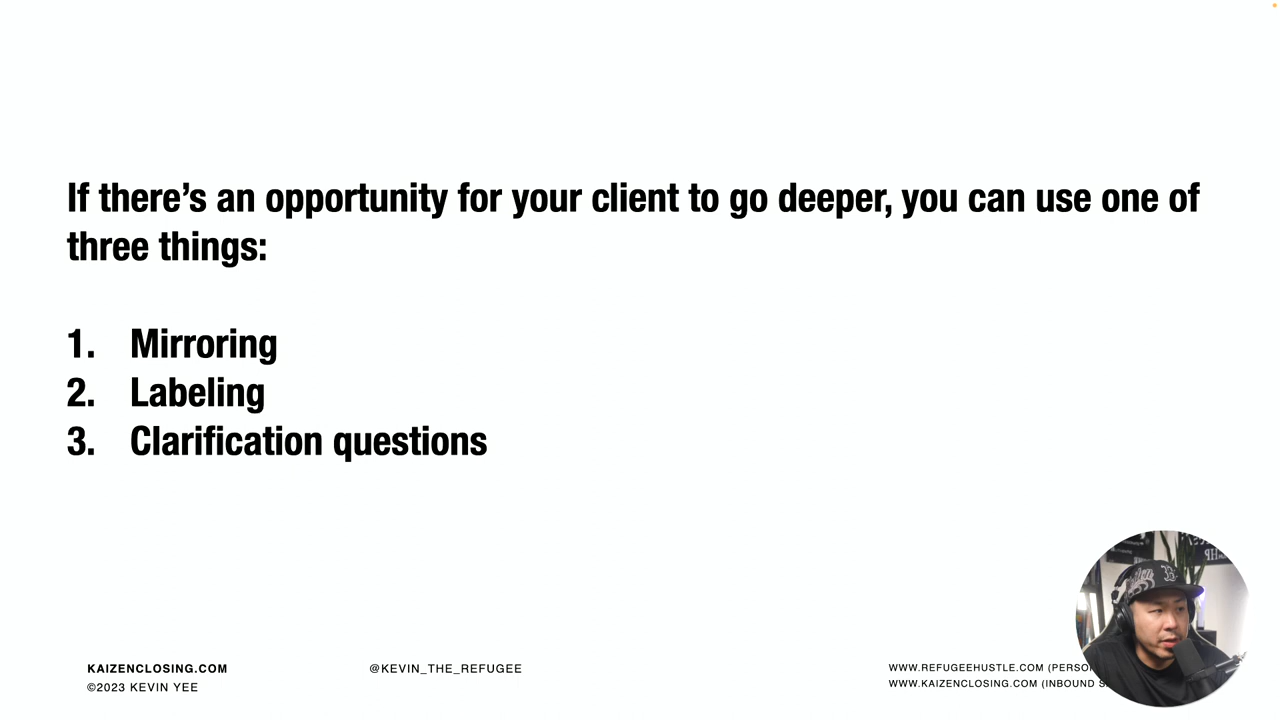 If there’s an opportunity for your client to go deeper, you can use one of
three things:
1. Mirroring
2. Labeling
3. Clarification questions
KAIZENCLOSING.COM
©2023 KEVIN YEE
@KEVIN_THE_REFUGEE
WWW.REFUGEEHUSTLE.COM
WWW.KAIZENCLOSING.COM (INBOUND